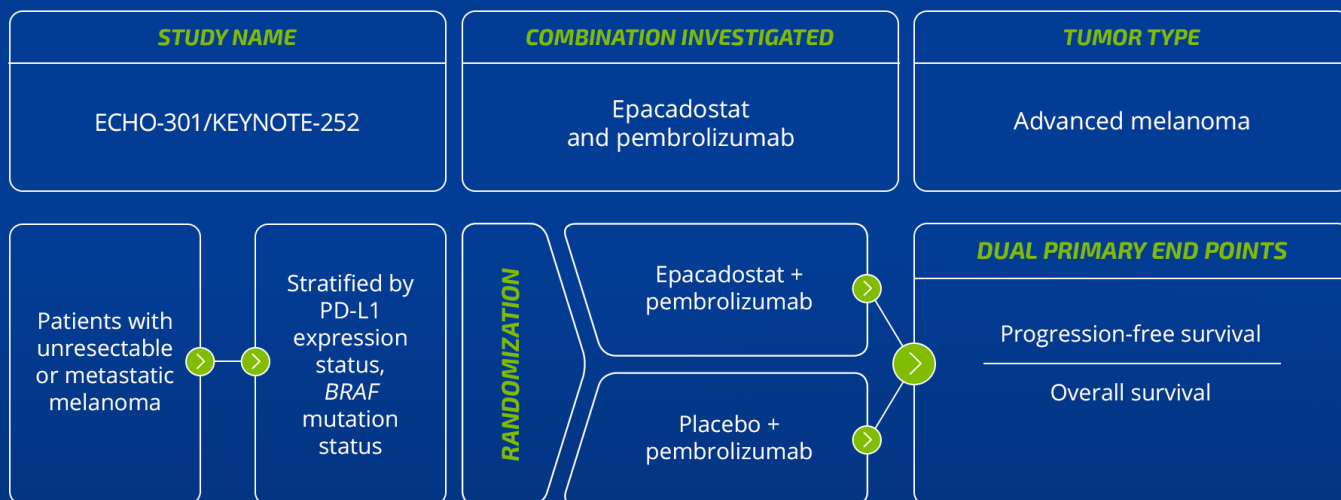 STUDY NAME
ECHO-301/KEYNOTE-252
COMBINATION INVESTIGATED
Epacadostat
and pembrolizumab
TUMOR TYPE
Advanced melanoma
Patients with
unresectable
or metastatic
melanoma
Stratified by
PD-L1
expression
status,
BRAF
mutation
status
RANDOMIZATION
Epacadostat +
pembrolizumab
Placebo +
pembrolizumab
DUAL PRIMARY END POINTS
Progression-free survival
Overall survival